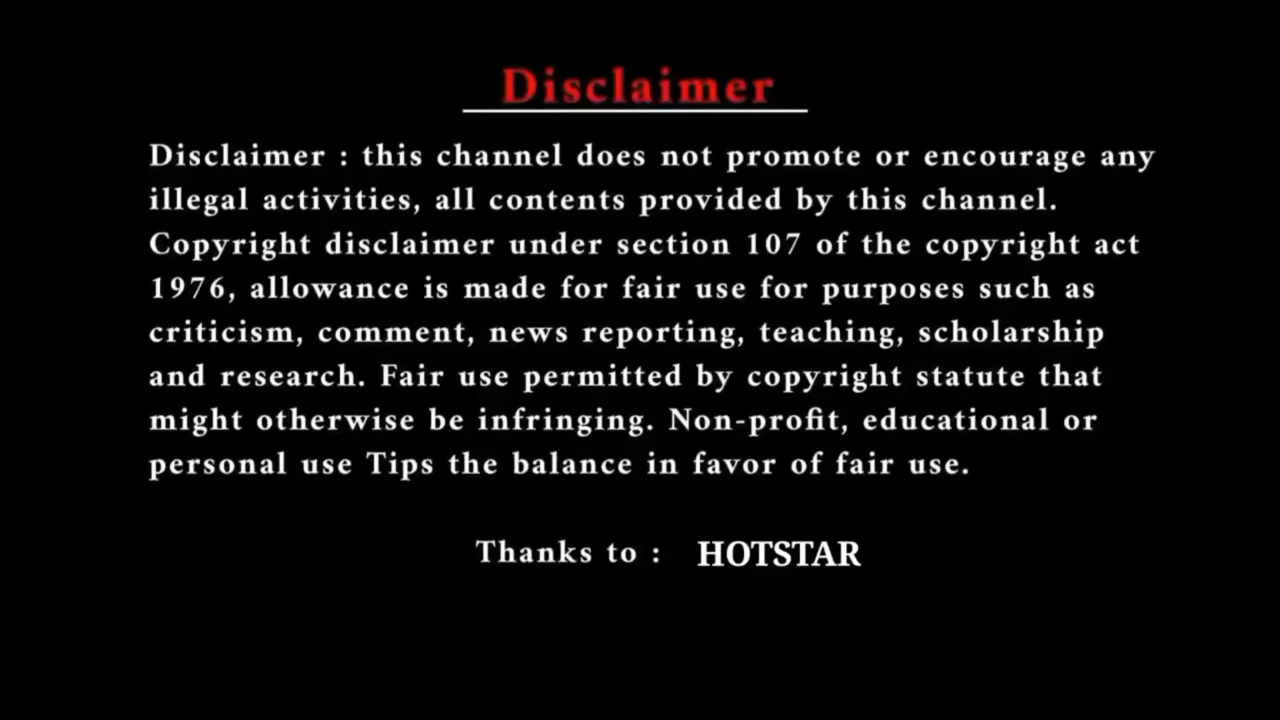 Disclaimer
Disclaimer : this channel does not promote or encourage any
illegal activities, all contents provided by this channel.
Copyright disclaimer under section 107 of the copyright act
1976, allowance is made for fair use for purposes such as
criticism, comment, news reporting, teaching, scholarship
and research. Fair use permitted by copyright statute that
might otherwise be infringing. Non-profit, educational or
personal use Tips the balance in favor of fair use.
Thanks to : HOTSTAR